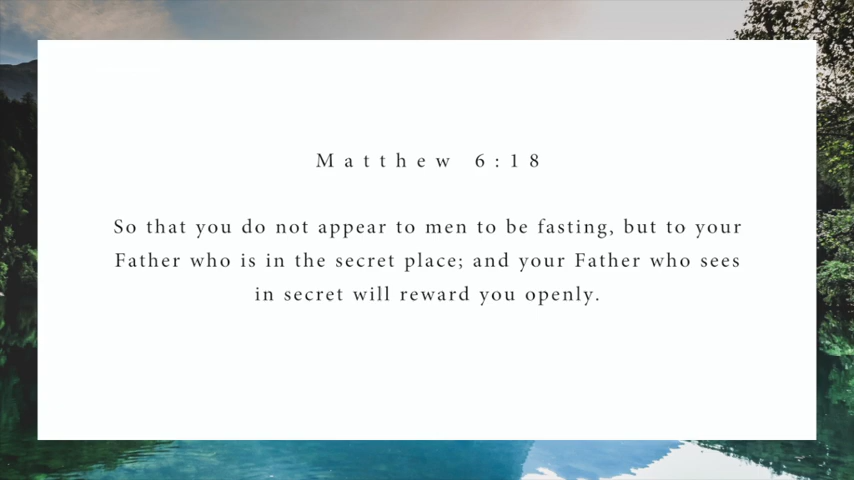 Matthew 6:18
So that you do not appear to men to be fasting, but to your
Father who is in the secret place; and your Father who sees
in secret will reward you openly.